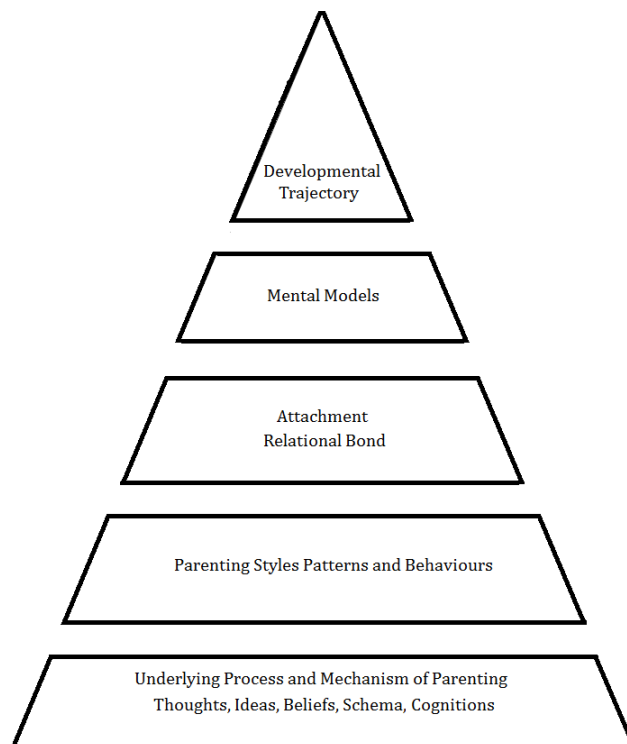 Developmental
Trajectory
Mental Models
Attachment
Relational Bond
Parenting Styles Patterns and Behaviours
Underlying Process and Mechanism of Parenting
Thoughts, Ideas, Beliefs, Schema, Cognitions